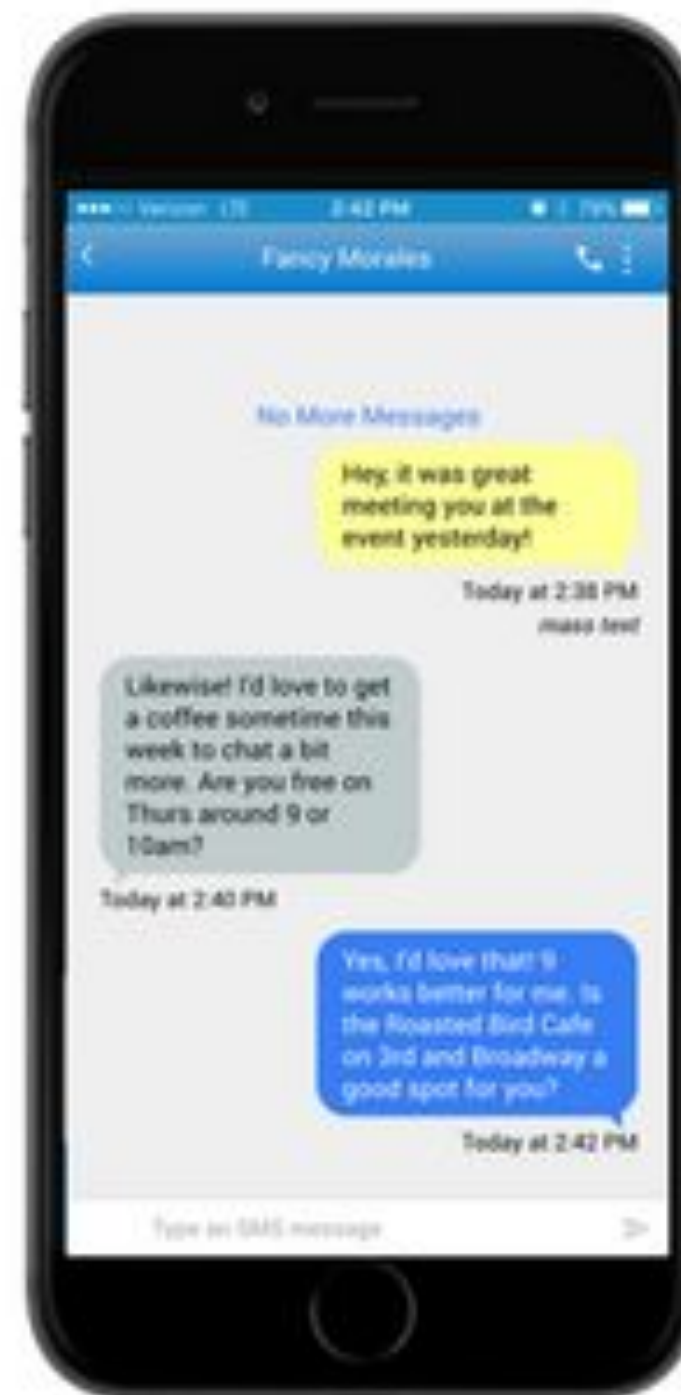 Verizon LTE 2:42 PM 79%
Fancy Morales
No More Messages
Hey, it was great
meeting you at the
event yesterday!
Today at 2:38 PM
mass text
Likewise! I'd love to get
a coffee sometime this
week to chat a bit
more. Are you free on
Thurs around 9 or
10am?
Today at 2:40 PM
Yes, I'd love that! 9
works better for me. Is
the Roasted Bird Cafe
on 3rd and Broadway a
good spot for you?
Today at 2:42 PM
Type an SMS message